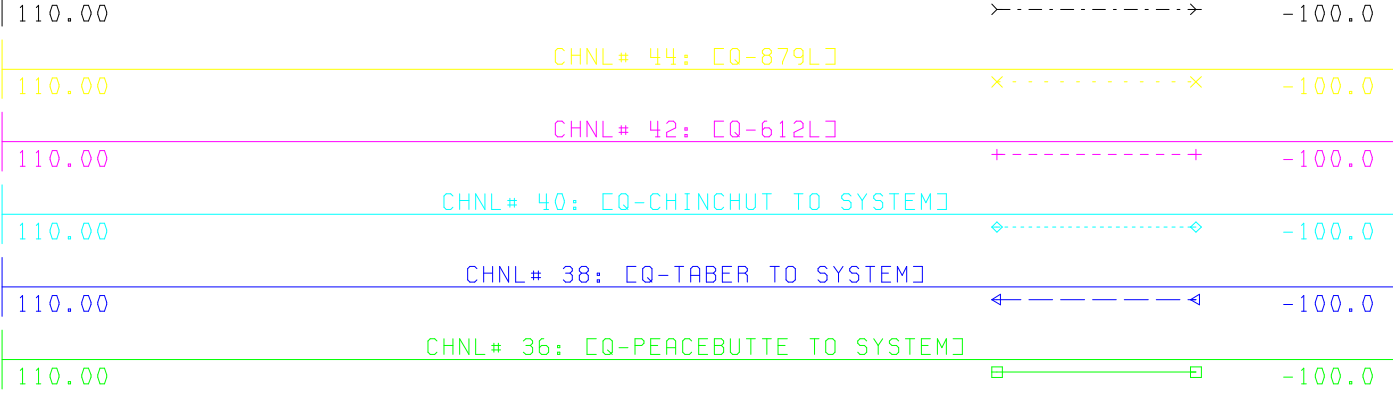 110.00 -100.0
CHNL# 44: [Q-879L]
110.00 -100.0
CHNL# 42: [Q-612L]
110.00 -100.0
CHNL# 40: [Q-CHINCHUT TO SYSTEM]
110.00 -100.0
CHNL# 38: [Q-TABER TO SYSTEM]
110.00 -100.0
CHNL# 36: [Q-PEACEBUTTE TO SYSTEM]
110.00 -100.0